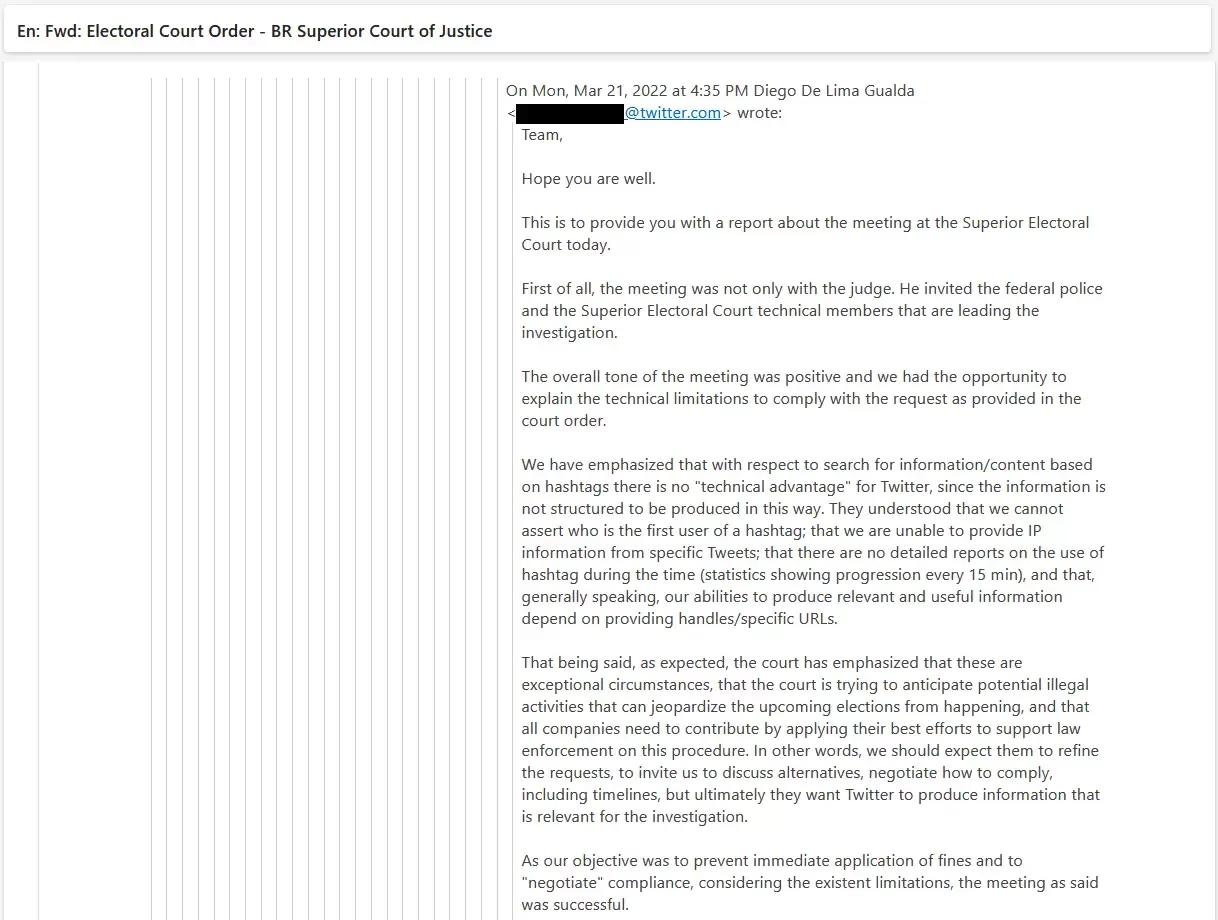 En: Fwd: Electoral Court Order - BR Superior Court of Justice
On Mon, Mar 21, 2022 at 4:35 PM Diego De Lima Gualda
<@twitter.com> wrote:
Team,
Hope you are well.
This is to provide you with a report about the meeting at the Superior Electoral
Court today.
First of all, the meeting was not only with the judge. He invited the federal police
and the Superior Electoral Court technical members that are leading the
investigation.
The overall tone of the meeting was positive and we had the opportunity to
explain the technical limitations to comply with the request as provided in the
court order.
We have emphasized that with respect to search for information/content based
on hashtags there is no "technical advantage" for Twitter, since the information is
not structured to be produced in this way. They understood that we cannot
assert who is the first user of a hashtag; that we are unable to provide IP
information from specific Tweets; that there are no detailed reports on the use of
hashtag during the time (statistics showing progression every 15 min), and that,
generally speaking, our abilities to produce relevant and useful information
depend on providing handles/specific URLs.
That being said, as expected, the court has emphasized that these are
exceptional circumstances, that the court is trying to anticipate potential illegal
activities that can jeopardize the upcoming elections from happening, and that
all companies need to contribute by applying their best efforts to support law
enforcement on this procedure. In other words, we should expect them to refine
the requests, to invite us to discuss alternatives, negotiate how to comply,
including timelines, but ultimately they want Twitter to produce information that
is relevant for the investigation.
As our objective was to prevent immediate application of fines and to
"negotiate" compliance, considering the existent limitations, the meeting as said
was successful.